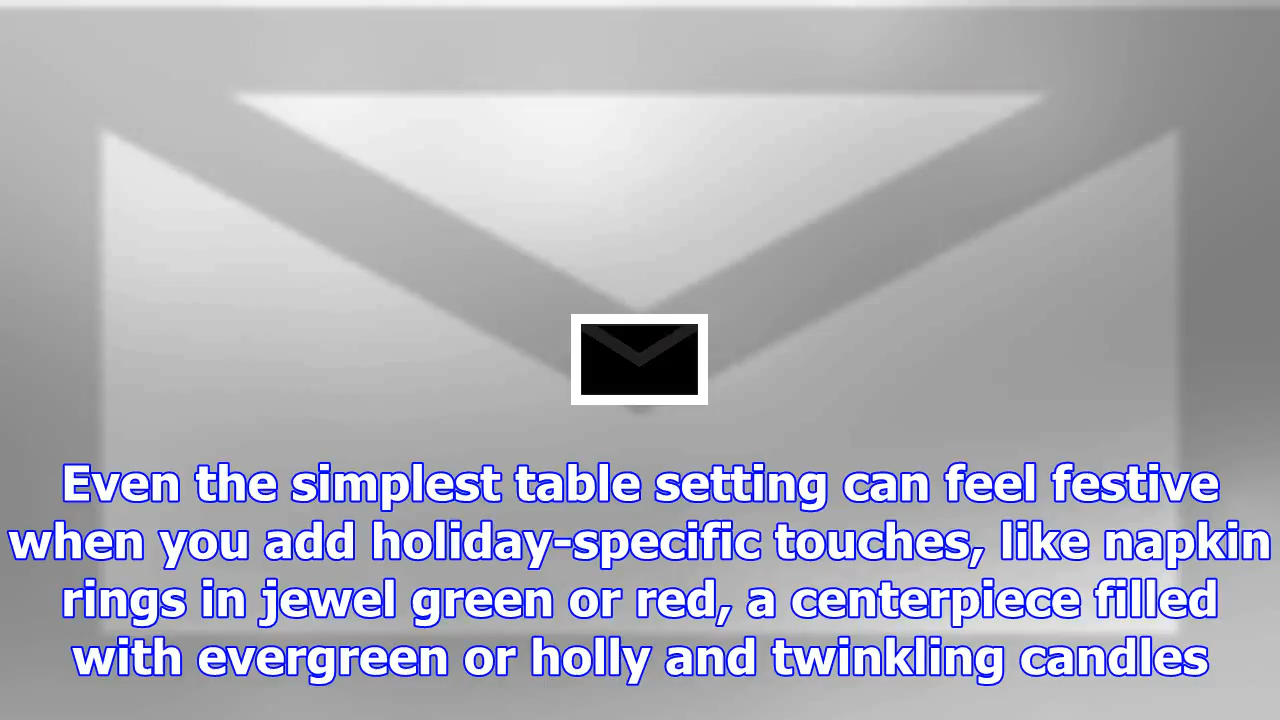 Even the simplest table setting can feel festive
when you add holiday-specific touches, like napkin
rings in jewel green or red, a centerpiece filled
with evergreen or holly and twinkling candles